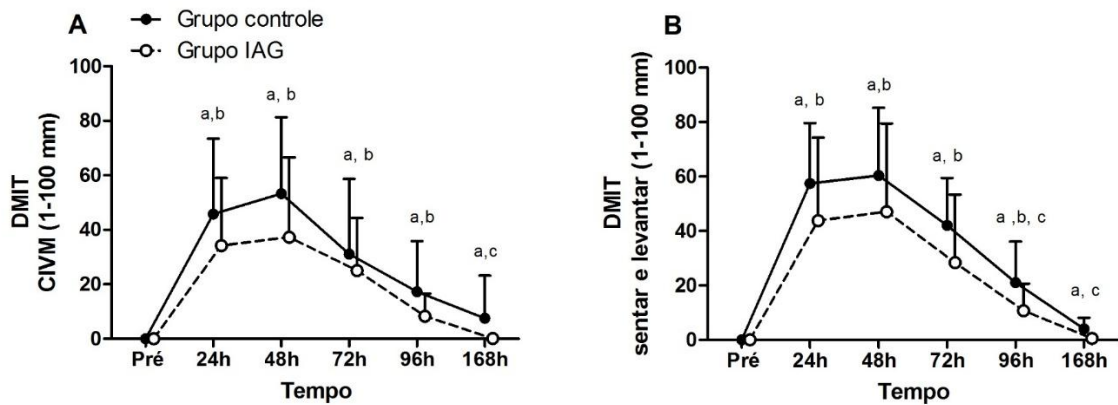 A
Grupo controle
Grupo IAG
DMIT
CIVM (1-100 mm)
100
80
60
40
20
0
a,b
a, b
a, b
a,b
a,c
Pré 24h 48h 72h 96h 168h
Tempo
B
DMIT
sentar e levantar (1-100 mm)
100
80
60
40
20
0
a, b
a, b
a, b
a ,b, c
a, c
Pré 24h 48h 72h 96h 168h
Tempo